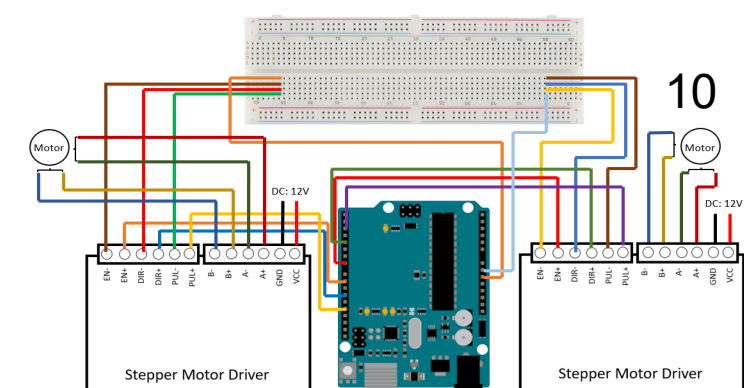 10
Motor
Motor
DC: 12V
DC: 12V
EN-
EN+
DIR-
DIR+
PUL-
PUL+
B-
B+
A-
A+
GND
VCC
EN-
EN+
DIR-
DIR+
PUL-
PUL+
B-
B+
A-
A+
GND
VCC
Stepper Motor Driver
Stepper Motor Driver